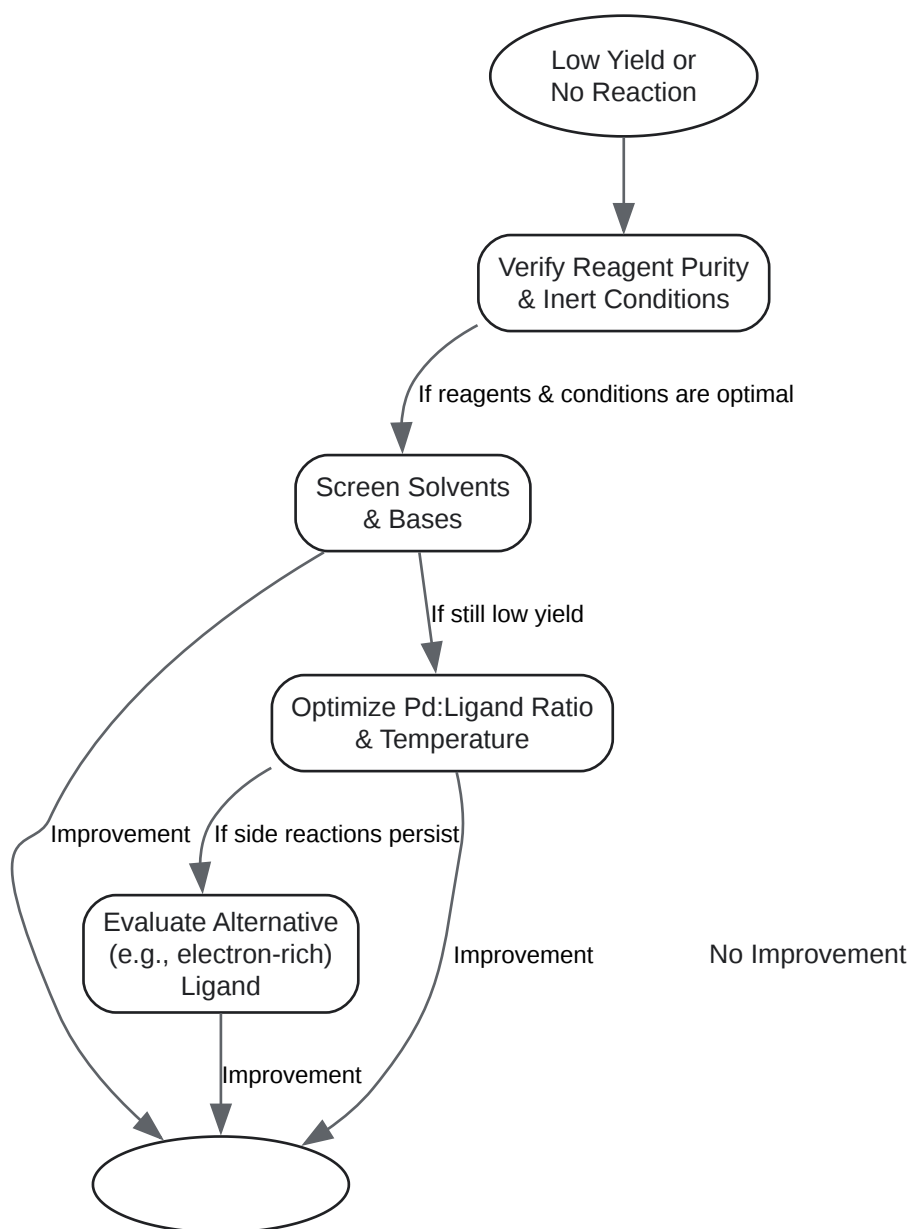 Low Yield or
No Reaction
Verify Reagent Purity
& Inert Conditions
If reagents & conditions are optimal
Screen Solvents
& Bases
If still low yield
Optimize Pd:Ligand Ratio
& Temperature
Improvement
If side reactions persist
Evaluate Alternative
(e.g., electron-rich)
Ligand
Improvement
No Improvement
Improvement